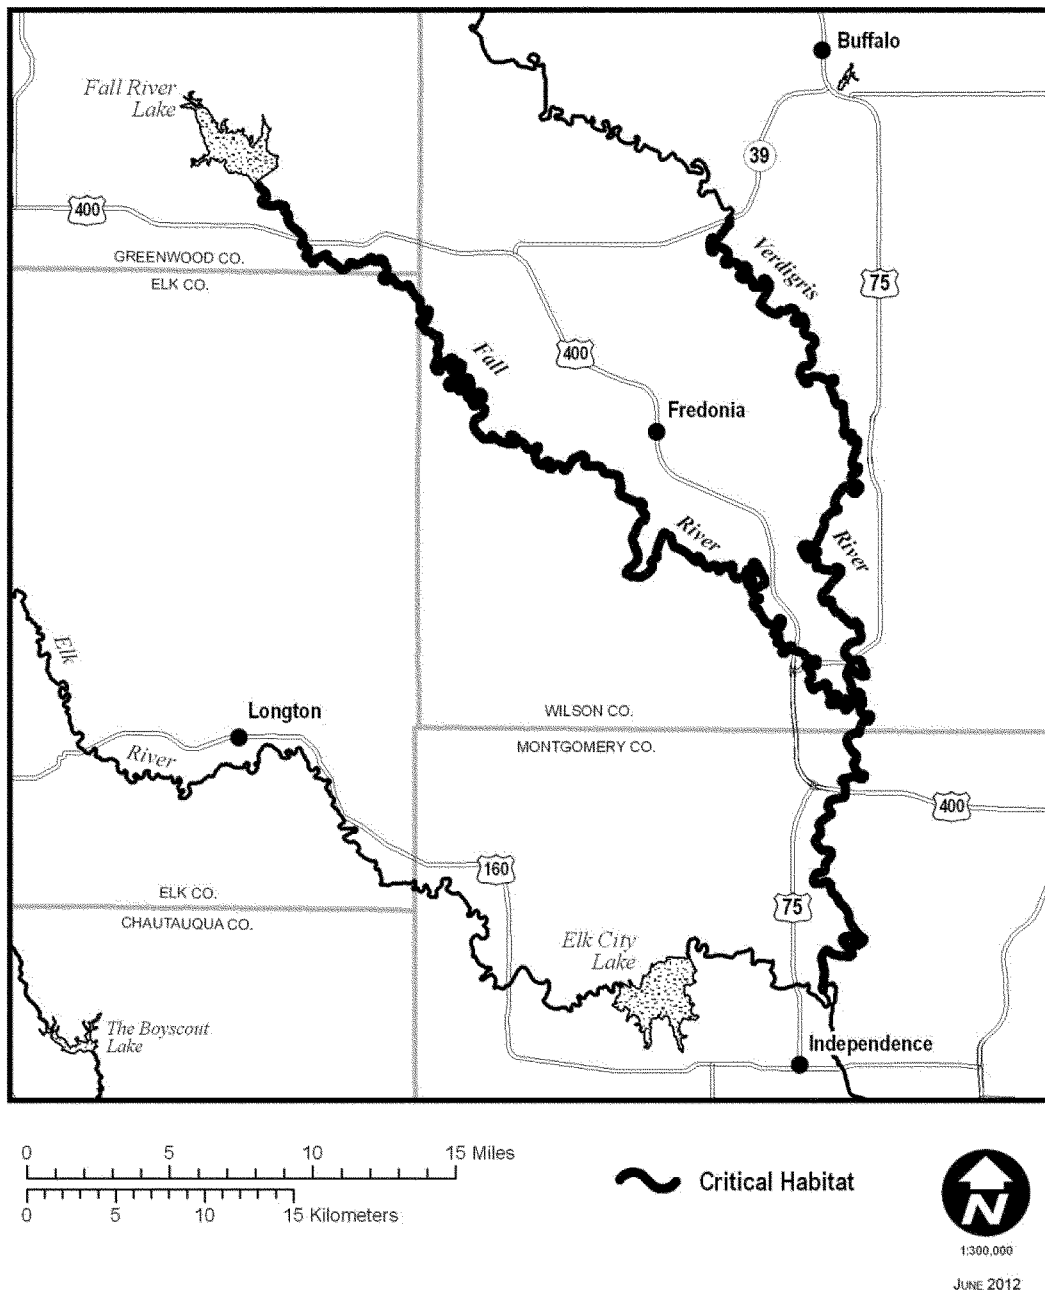 Buffalo
Fall River
Lake
39
400
Verdigris
GREENWOOD CO.
ELK CO.
75
Fall
400
Fredonia
River
River
Elk
Longton
WILSON CO.
River
MONTGOMERY CO.
400
160
ELK CO.
75
CHAUTAUQUA CO.
Elk City
Lake
The Boyscout
Lake
Independence
0 5 10 15 Miles
0 5 10 15 Kilometers
Critical Habitat
N
1:300,000
JUNE 2012